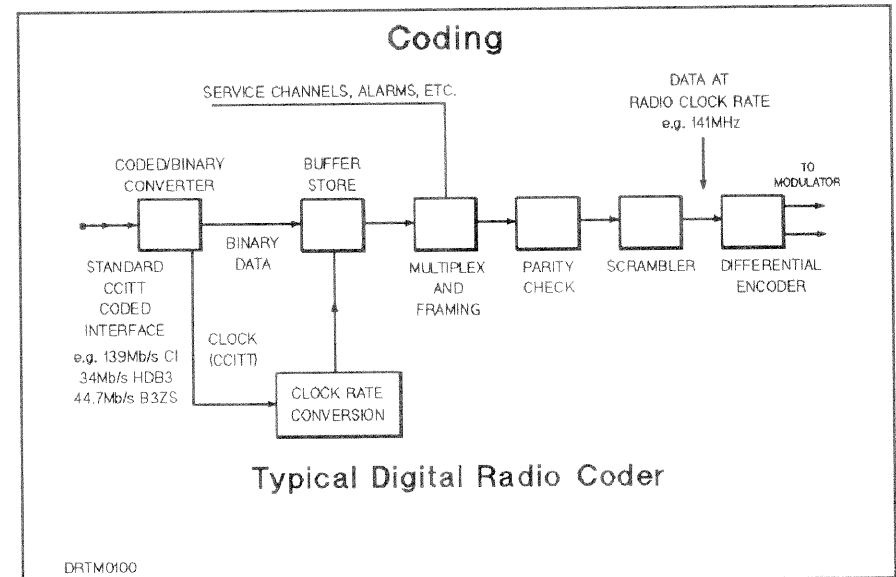 Coding
SERVICE CHANNELS, ALARMS, ETC.
DATA AT
RADIO CLOCK RATE
e.g. 141MHz
CODED/BINARY
CONVERTER
BUFFER
STORE
TO
MODULATOR
BINARY
DATA
STANDARD
CCITT
CODED
INTERFACE
e.g. 139Mb/s CI
34Mb/s HDB3
44.7Mb/s B3ZS
MULTIPLEX
AND
FRAMING
PARITY
CHECK
SCRAMBLER
DIFFERENTIAL
ENCODER
CLOCK
(CCITT)
CLOCK RATE
CONVERSION
Typical Digital Radio Coder
DRTM0100